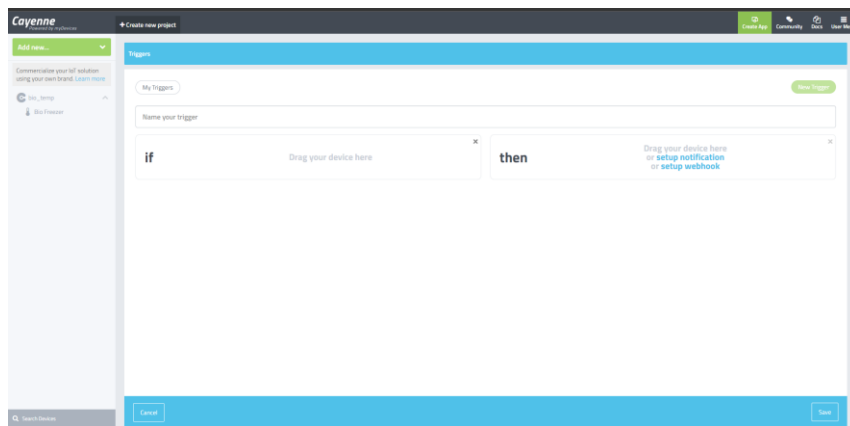 Cayenne
Powered by myDevices
+ Create new project
Create App
Community
Docs
User Me
Add new...
Commercialize your IoT solution
using your own brand. Learn more
bio_temp
Bio Freezer
Triggers
My Triggers
New Trigger
Name your trigger
if
Drag your device here
then
Drag your device here
or setup notification
or setup webhook
Search Devices
Cancel
Save